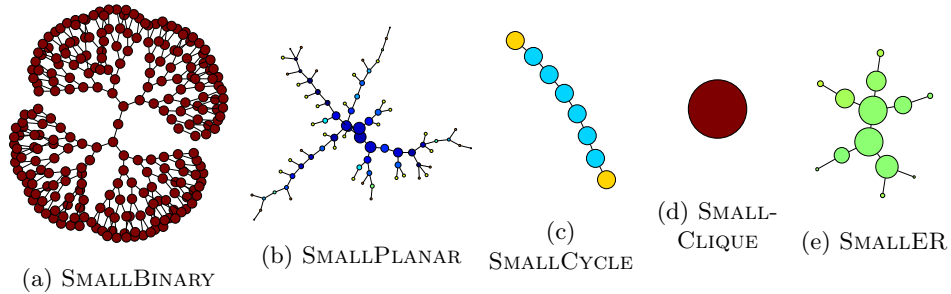 (a) SMALLBINARY
(b) SMALLPLANAR
(c)
SMALLCYCLE
(d) SMALL-
CLIQUE
(e) SMALLER